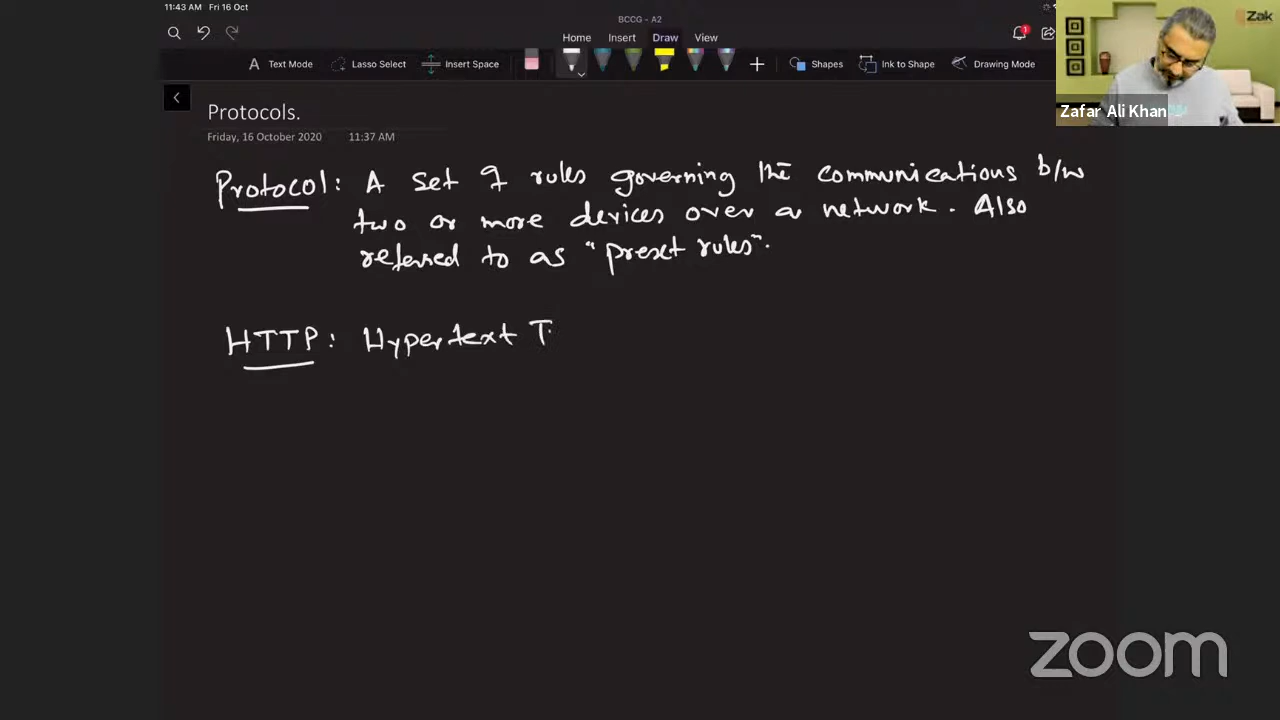 11:43 AM Fri 16 Oct
BCCG - A2
Home Insert Draw View
1
Text Mode Lasso Select Insert Space Shapes Ink to Shape Drawing Mode
Zak
Zafar Ali Khan
Protocols.
Friday, 16 October 2020 11:37 AM
Protocol: A set of rules governing the communications b/w
two or more devices over a network. Also
referred to as "preset rules".
HTTP: Hypertext T
zoom